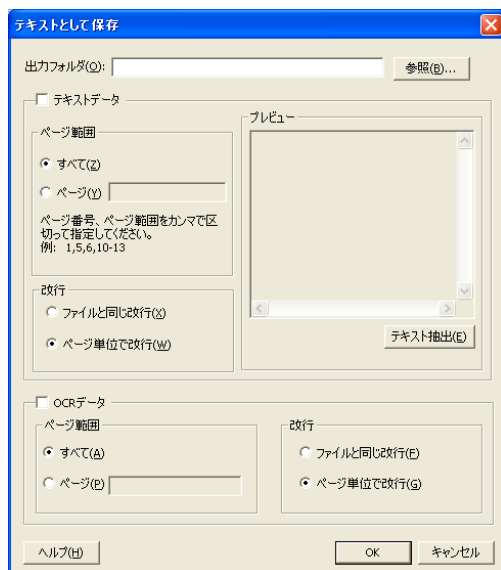 テキストとして保存
出力フォルダ(O):
参照(B)...
テキストデータ
ページ範囲
すべて(Z)
ページ(Y)
ページ番号、ページ範囲をカンマで区
切って指定してください。
例: 1,5,6,10-13
改行
ファイルと同じ改行(X)
ページ単位で改行(W)
プレビュー
テキスト抽出(E)
OCRデータ
ページ範囲
すべて(A)
ページ(P)
改行
ファイルと同じ改行(F)
ページ単位で改行(G)
ヘルプ(H)
OK
キャンセル